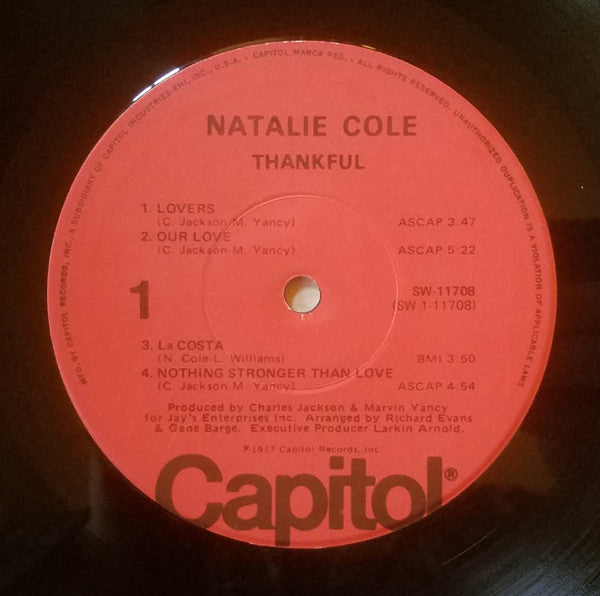 MFD. BY CAPITOL RECORDS, INC., A SUBSIDIARY OF CAPITOL INDUSTRIES-EMI, INC., U.S.A. • CAPITOL MARCA REG. • ALL RIGHTS RESERVED. UNAUTHORIZED DUPLICATION IS A VIOLATION OF APPLICABLE LAWS
NATALIE COLE
THANKFUL
1. LOVERS
(C. Jackson-M. Yancy) ASCAP 3:47
2. OUR LOVE
(C. Jackson-M. Yancy) ASCAP 5:22
1
SW-11708
(SW 1-11708)
3. La COSTA
(N. Cole-L. Williams) BMI 3:50
4. NOTHING STRONGER THAN LOVE
(C. Jackson-M. Yancy) ASCAP 4:54
Produced by Charles Jackson & Marvin Yancy
for Jay's Enterprises Inc. Arranged by Richard Evans
& Gene Barge. Executive Producer Larkin Arnold.
℗ 1977 Capitol Records, Inc.
Capitol®